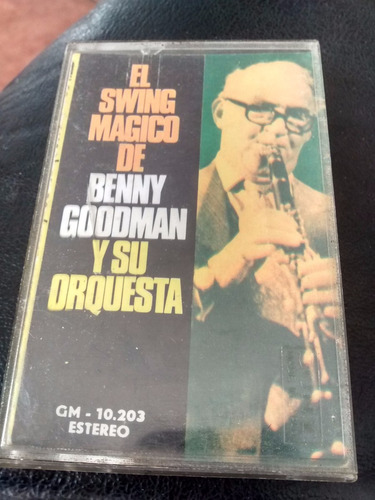 EL
SWING
MAGICO
DE
BENNY
GOODMAN
Y SU
ORQUESTA
GM - 10.203
ESTEREO